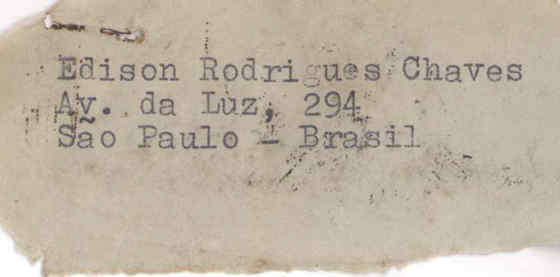 Edison Rodrigues Chaves
Av. da Luz, 294
São Paulo - Brasil